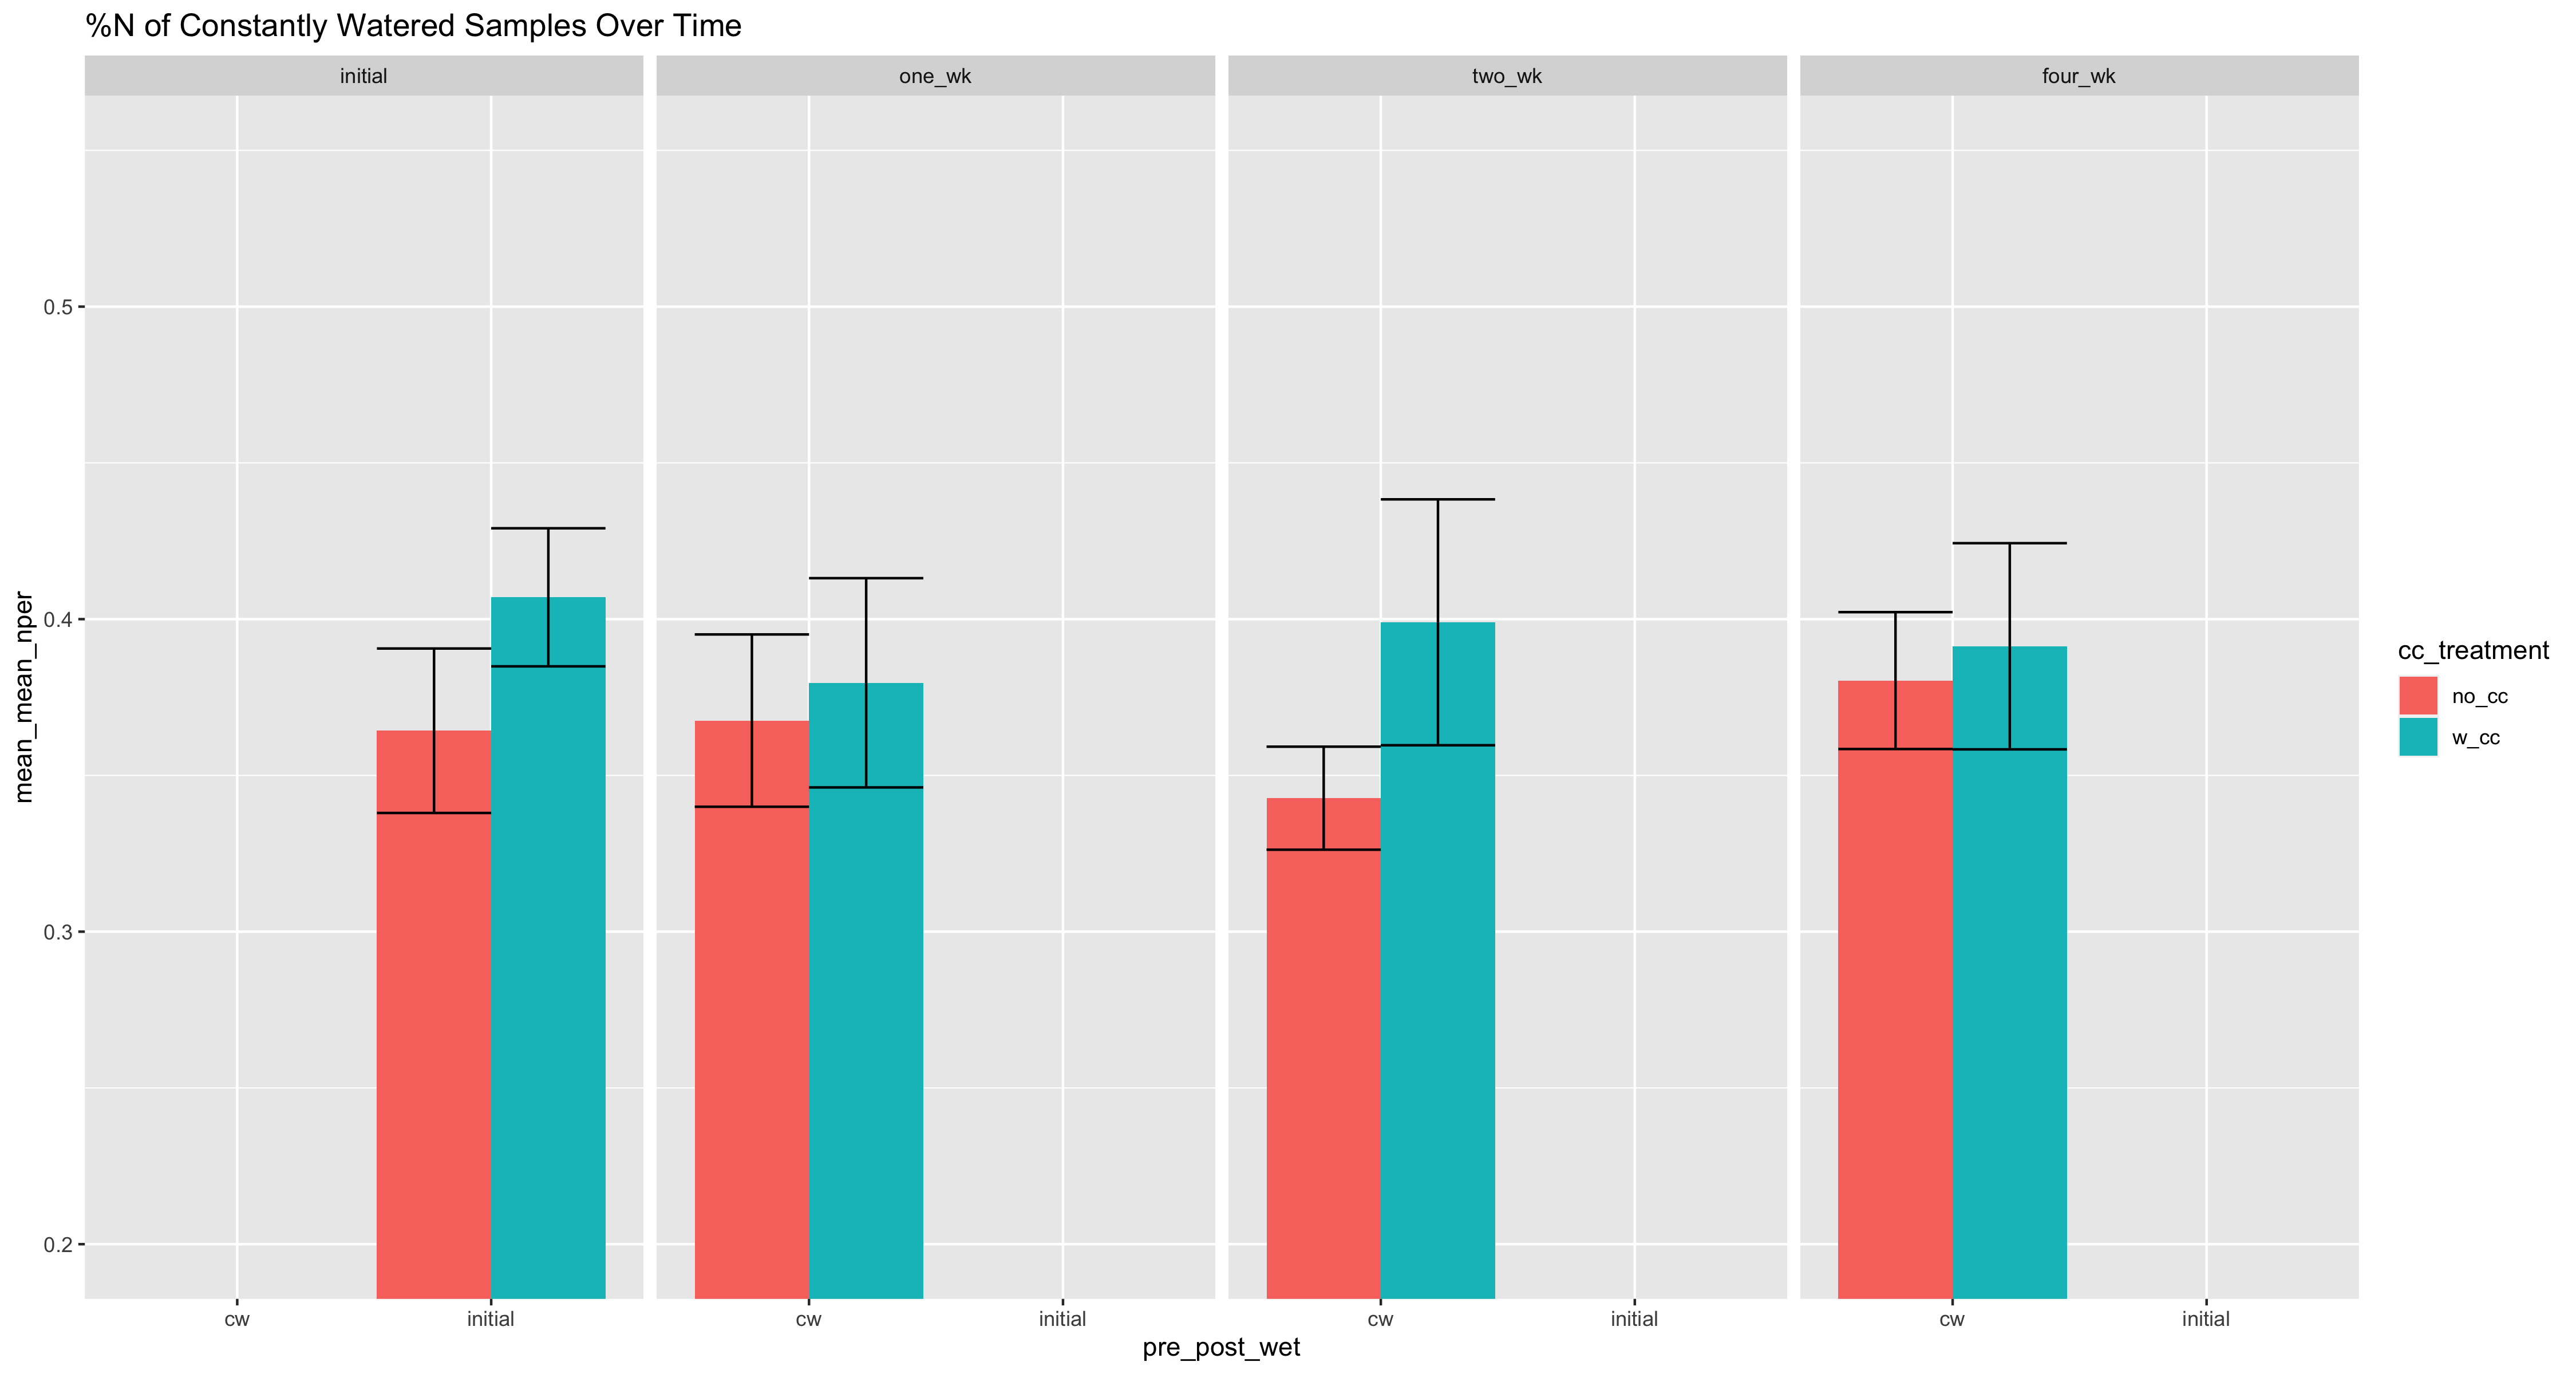 %N of Constantly Watered Samples Over Time
initial
one_wk
two_wk
four_wk
mean_mean_nper
0.5
0.4
0.3
0.2
cw
initial
cw
initial
cw
initial
cw
initial
pre_post_wet
cc_treatment
no_cc
w_cc